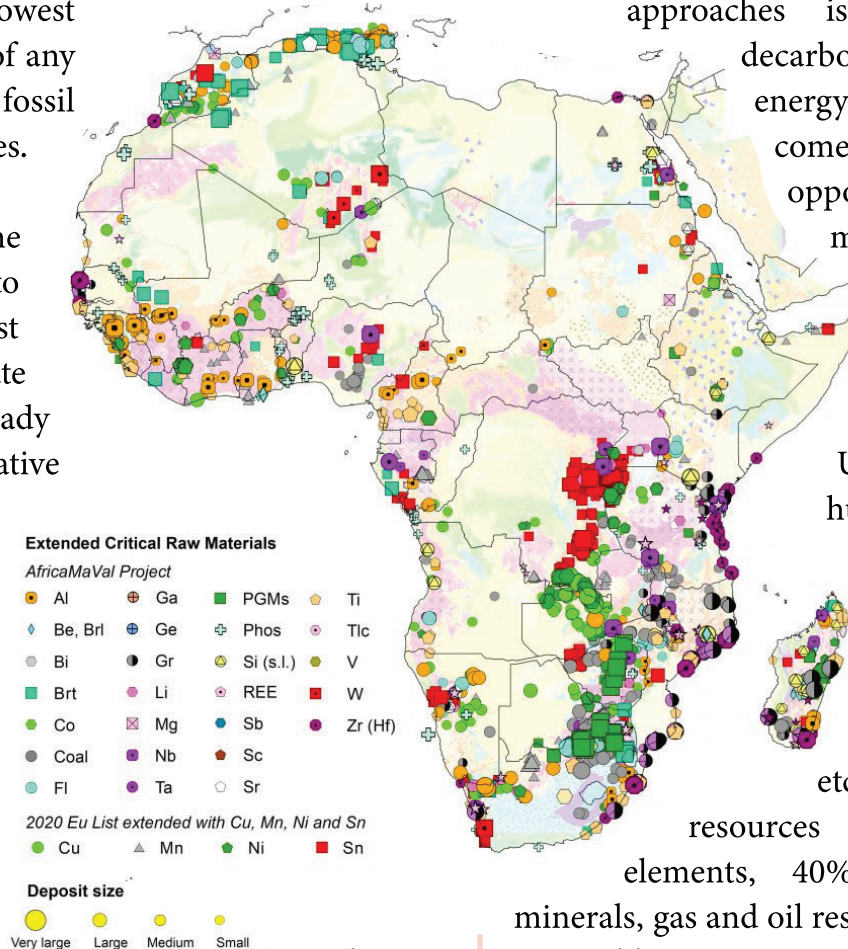 owest
of any
fossil
es.
ne
to
st
ate
ady
ative
approaches is
decarbo
energy
come
oppo
m
U
hu
etc
resources
elements, 40%
minerals, gas and oil res
Extended Critical Raw Materials
AfricaMaVal Project
Al
Ga
PGMs
Ti
Be, Brl
Ge
Phos
Tlc
Bi
Gr
Si (s.l.)
V
Brt
Li
REE
W
Co
Mg
Sb
Zr (Hf)
Coal
Nb
Sc
Fl
Ta
Sr
2020 Eu List extended with Cu, Mn, Ni and Sn
Cu
Mn
Ni
Sn
Deposit size
Very large
Large
Medium
Small